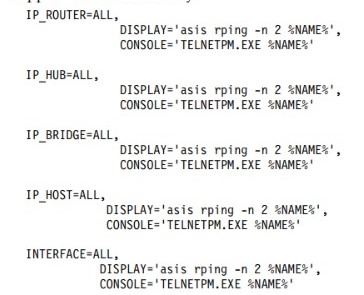 IP_ROUTER=ALL,
DISPLAY='asis rping -n 2 %NAME%',
CONSOLE='TELNETPM.EXE %NAME%'
IP_HUB=ALL,
DISPLAY='asis rping -n 2 %NAME%',
CONSOLE='TELNETPM.EXE %NAME%'
IP_BRIDGE=ALL,
DISPLAY='asis rping -n 2 %NAME%',
CONSOLE='TELNETPM.EXE %NAME%'
IP_HOST=ALL,
DISPLAY='asis rping -n 2 %NAME%',
CONSOLE='TELNETPM.EXE %NAME%'
INTERFACE=ALL,
DISPLAY='asis rping -n 2 %NAME%',
CONSOLE='TELNETPM.EXE %NAME%'